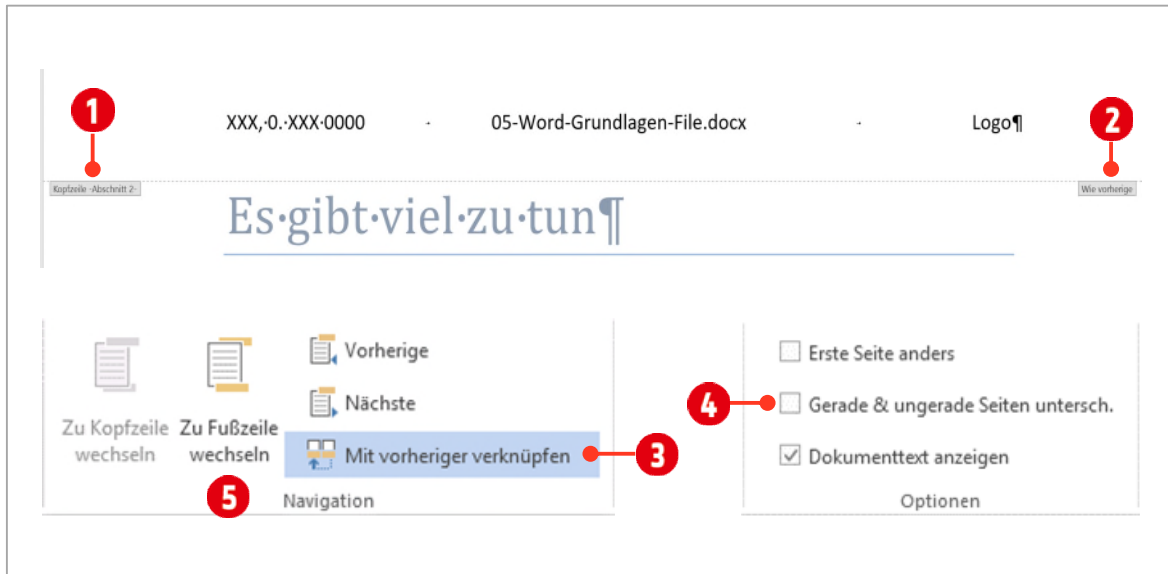 1
2
XXX,·0.·XXX·0000 → 05-Word-Grundlagen-File.docx → Logo¶
Kopfzeile -Abschnitt 2-
Wie vorherige
Es·gibt·viel·zu·tun¶
Vorherige
Nächste
Mit vorheriger verknüpfen
3
Zu Kopfzeile wechseln
Zu Fußzeile wechseln
5
Navigation
Erste Seite anders
4
Gerade & ungerade Seiten untersch.
Dokumenttext anzeigen
Optionen